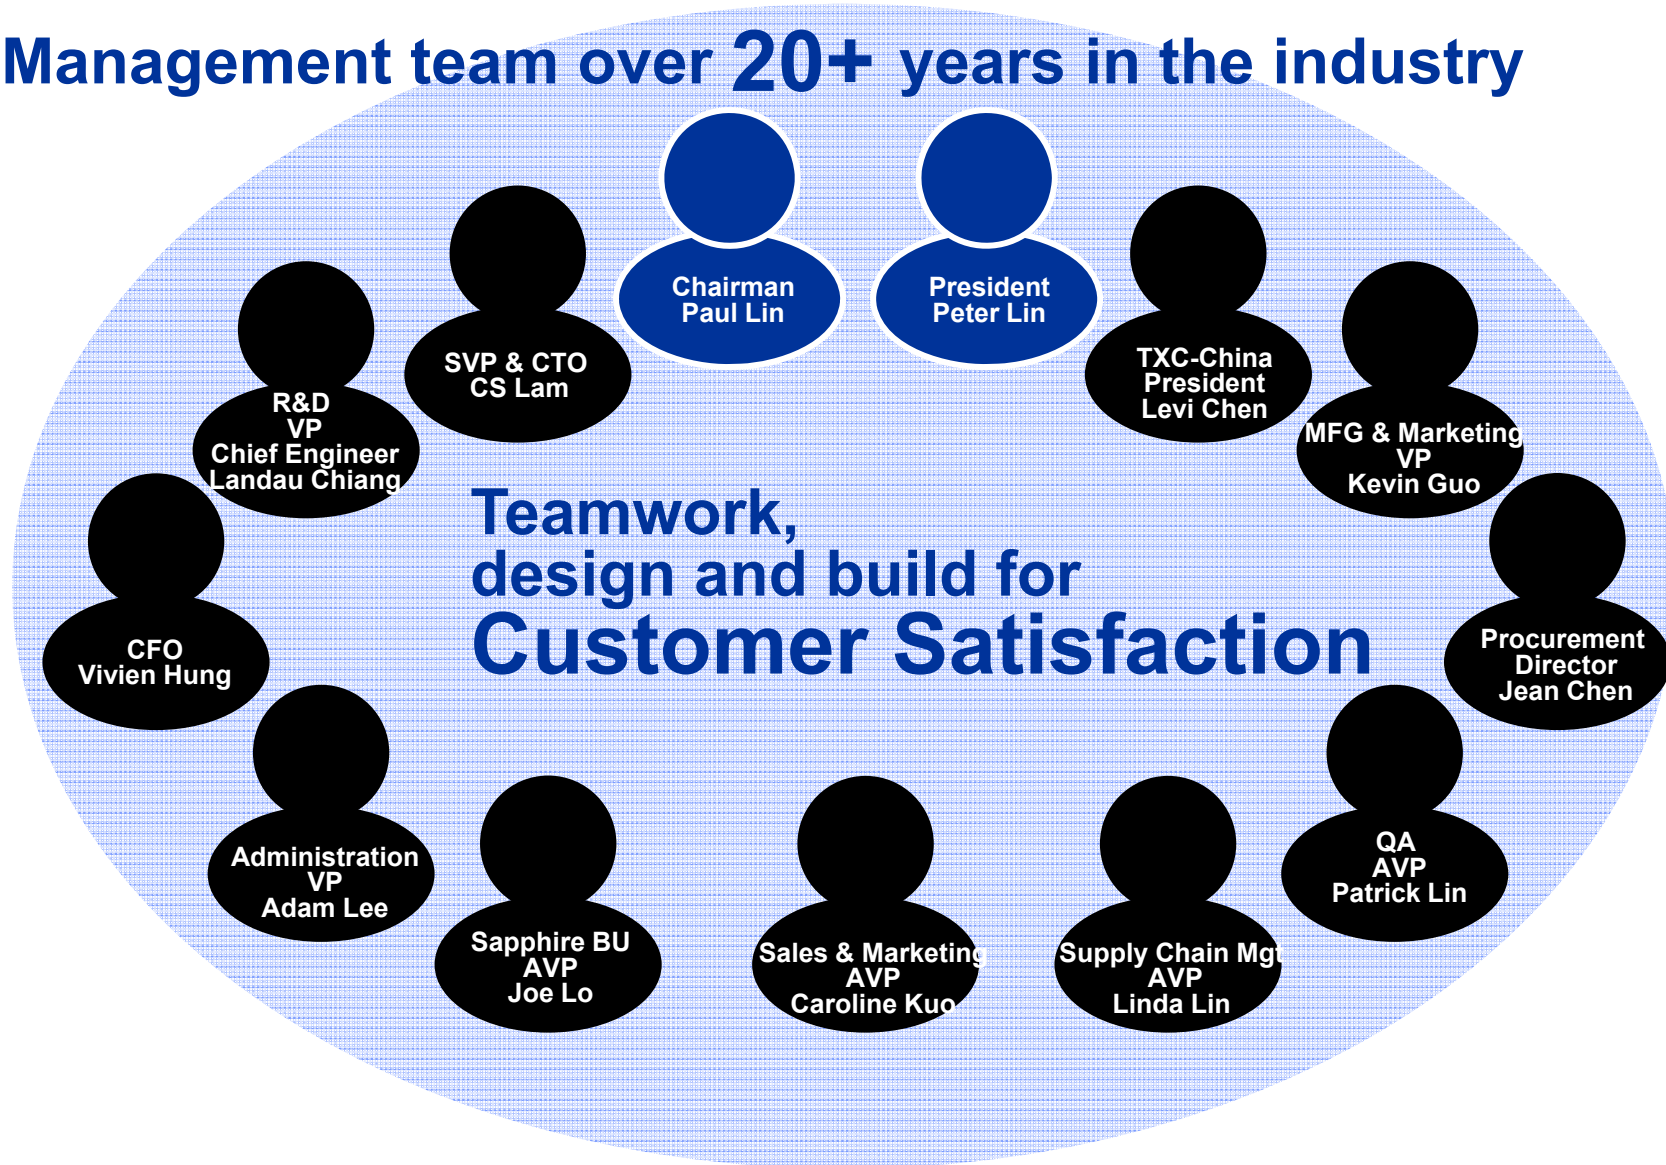 Management team over 20+ years in the industry
Chairman
Paul Lin
President
Peter Lin
SVP & CTO
CS Lam
TXC-China
President
Levi Chen
R&D
VP
Chief Engineer
Landau Chiang
MFG & Marketing
VP
Kevin Guo
Teamwork,
design and build for
Customer Satisfaction
CFO
Vivien Hung
Procurement
Director
Jean Chen
Administration
VP
Adam Lee
QA
AVP
Patrick Lin
Sapphire BU
AVP
Joe Lo
Sales & Marketing
AVP
Caroline Kuo
Supply Chain Mgt
AVP
Linda Lin